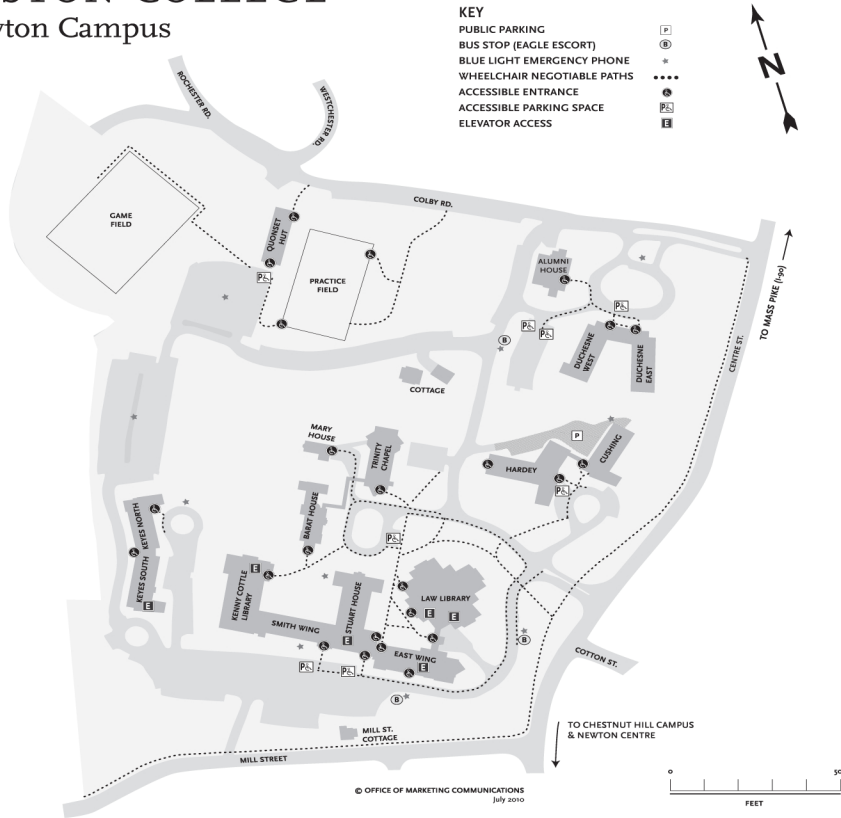 STON COLLEGE
ton Campus
KEY
PUBLIC PARKING P
BUS STOP (EAGLE ESCORT) B
BLUE LIGHT EMERGENCY PHONE
WHEELCHAIR NEGOTIABLE PATHS
ACCESSIBLE ENTRANCE
ACCESSIBLE PARKING SPACE P
ELEVATOR ACCESS E
N
ROCHESTER RD.
WESTCHESTER RD.
COLBY RD.
GAME
FIELD
QUONSET
HUT
P
PRACTICE
FIELD
ALUMNI
HOUSE
TO MASS PIKE (I-90)
P
P
P
B
DUCHESNE
WEST
DUCHESNE
EAST
CENTRE ST.
COTTAGE
MARY
HOUSE
TRINITY
CHAPEL
P
HARDEY
CUSHING
P
BARAT HOUSE
KEYES NORTH
P
KEYES SOUTH
E
KENNY COTTLE
LIBRARY
E
STUART HOUSE
LAW LIBRARY
E
E
SMITH WING
E
EAST WING
E
P
P
B
B
COTTON ST.
MILL ST.
COTTAGE
MILL STREET
TO CHESTNUT HILL CAMPUS
& NEWTON CENTRE
© OFFICE OF MARKETING COMMUNICATIONS
July 2010
0
FEET